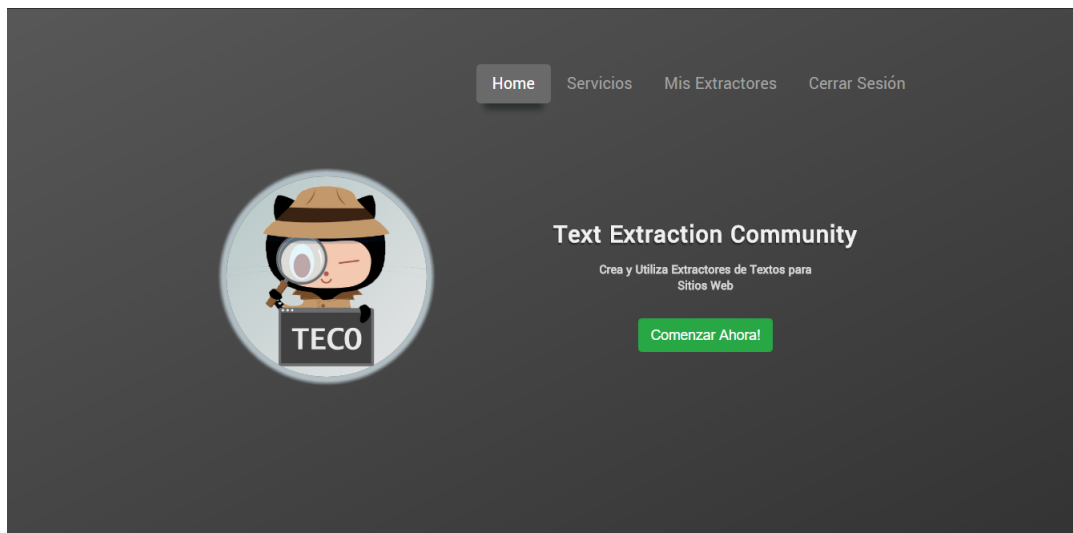 Home Servicios Mis Extractores Cerrar Sesión
TECO
Text Extraction Community
Crea y Utiliza Extractores de Textos para
Sitios Web
Comenzar Ahora!